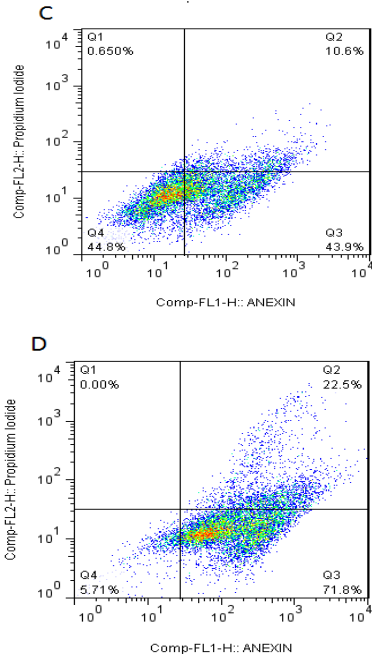 C
Q1
0.650%
Q2
10.6%
Q4
44.8%
Q3
43.9%
10^4
10^3
10^2
10^1
10^0
10^0 10^1 10^2 10^3 10^4
Comp-FL2-H:: Propidium Iodide
Comp-FL1-H:: ANEXIN
D
Q1
0.00%
Q2
22.5%
Q4
5.71%
Q3
71.8%
10^4
10^3
10^2
10^1
10^0
10^0 10^1 10^2 10^3 10^4
Comp-FL2-H:: Propidium Iodide
Comp-FL1-H:: ANEXIN